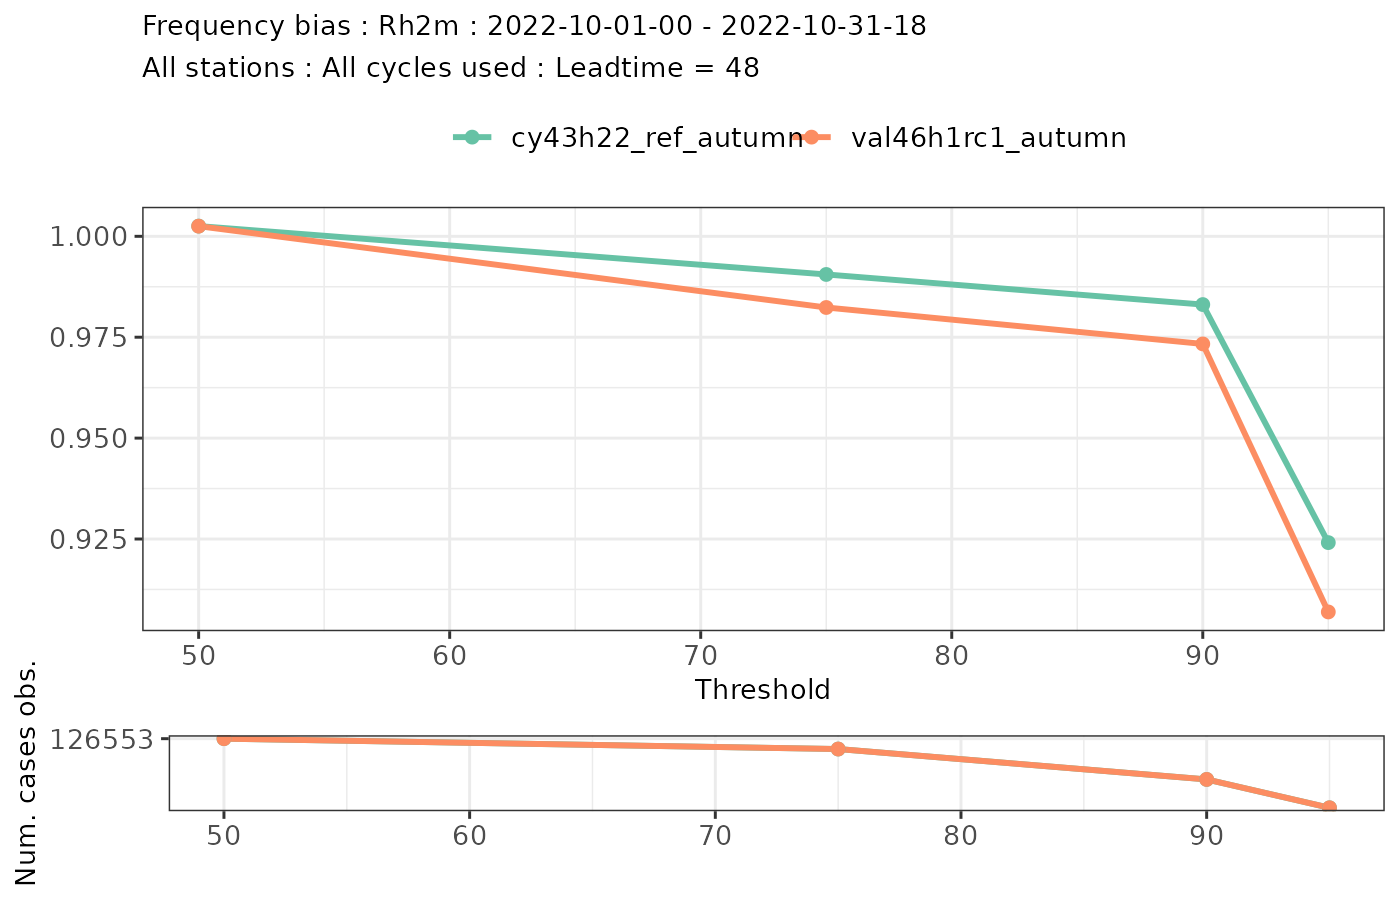 Frequency bias : Rh2m : 2022-10-01-00 - 2022-10-31-18
All stations : All cycles used : Leadtime = 48
cy43h22_ref_autumn val46h1rc1_autumn
1.000
0.975
0.950
0.925
50 60 70 80 90
Threshold
Num. cases obs.
126553
50 60 70 80 90